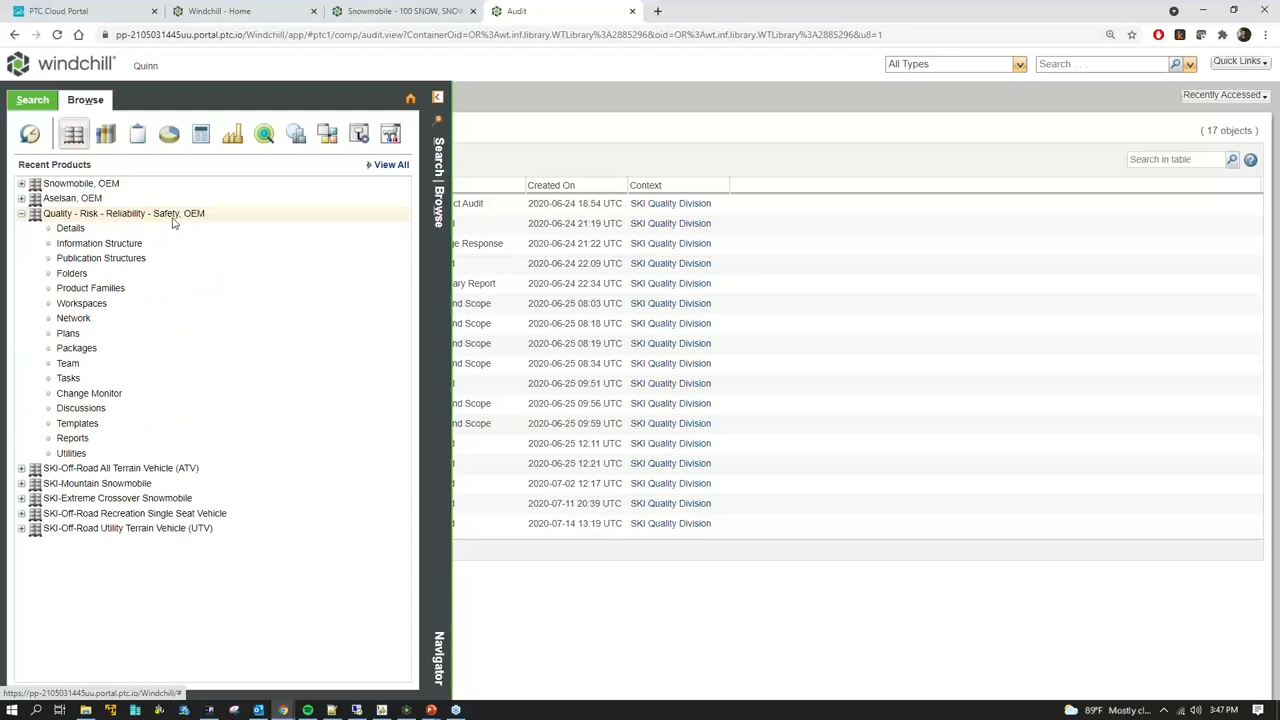 PTC Cloud Portal
Windchill - Home
Snowmobile - 100 SNOW, SNOW
Audit
pp-2105031445uu.portal.ptc.io/Windchill/app/#ptc1/comp/audit.view?ContainerOid=OR%3Awt.inf.library.WTLibrary%3A2885296&oid=OR%3Awt.inf.library.WTLibrary%3A2885296&u8=1
windchill
Quinn
All Types
Search . . .
Quick Links
Search
Browse
Recently Accessed
( 17 objects )
Recent Products
View All
Search in table
Search | Browse
Navigator
Snowmobile, OEM
Aselsan, OEM
Quality - Risk - Reliability - Safety, OEM
Details
Information Structure
Publication Structures
Folders
Product Families
Workspaces
Network
Plans
Packages
Team
Tasks
Change Monitor
Discussions
Templates
Reports
Utilities
SKI-Off-Road All Terrain Vehicle (ATV)
SKI-Mountain Snowmobile
SKI-Extreme Crossover Snowmobile
SKI-Off-Road Recreation Single Seat Vehicle
SKI-Off-Road Utility Terrain Vehicle (UTV)
Created On Context
ct Audit 2020-06-24 18:54 UTC SKI Quality Division
d 2020-06-24 21:19 UTC SKI Quality Division
ge Response 2020-06-24 21:22 UTC SKI Quality Division
d 2020-06-24 22:09 UTC SKI Quality Division
ary Report 2020-06-24 22:34 UTC SKI Quality Division
nd Scope 2020-06-25 08:03 UTC SKI Quality Division
nd Scope 2020-06-25 08:18 UTC SKI Quality Division
nd Scope 2020-06-25 08:19 UTC SKI Quality Division
nd Scope 2020-06-25 08:34 UTC SKI Quality Division
d 2020-06-25 09:51 UTC SKI Quality Division
nd Scope 2020-06-25 09:56 UTC SKI Quality Division
nd Scope 2020-06-25 09:59 UTC SKI Quality Division
d 2020-06-25 12:11 UTC SKI Quality Division
d 2020-06-25 12:21 UTC SKI Quality Division
d 2020-07-02 12:17 UTC SKI Quality Division
d 2020-07-11 20:39 UTC SKI Quality Division
d 2020-07-14 13:19 UTC SKI Quality Division
https://pp-2105031445uu.portal.ptc.io/Windchill/#
89°F Mostly cl...
3:47 PM